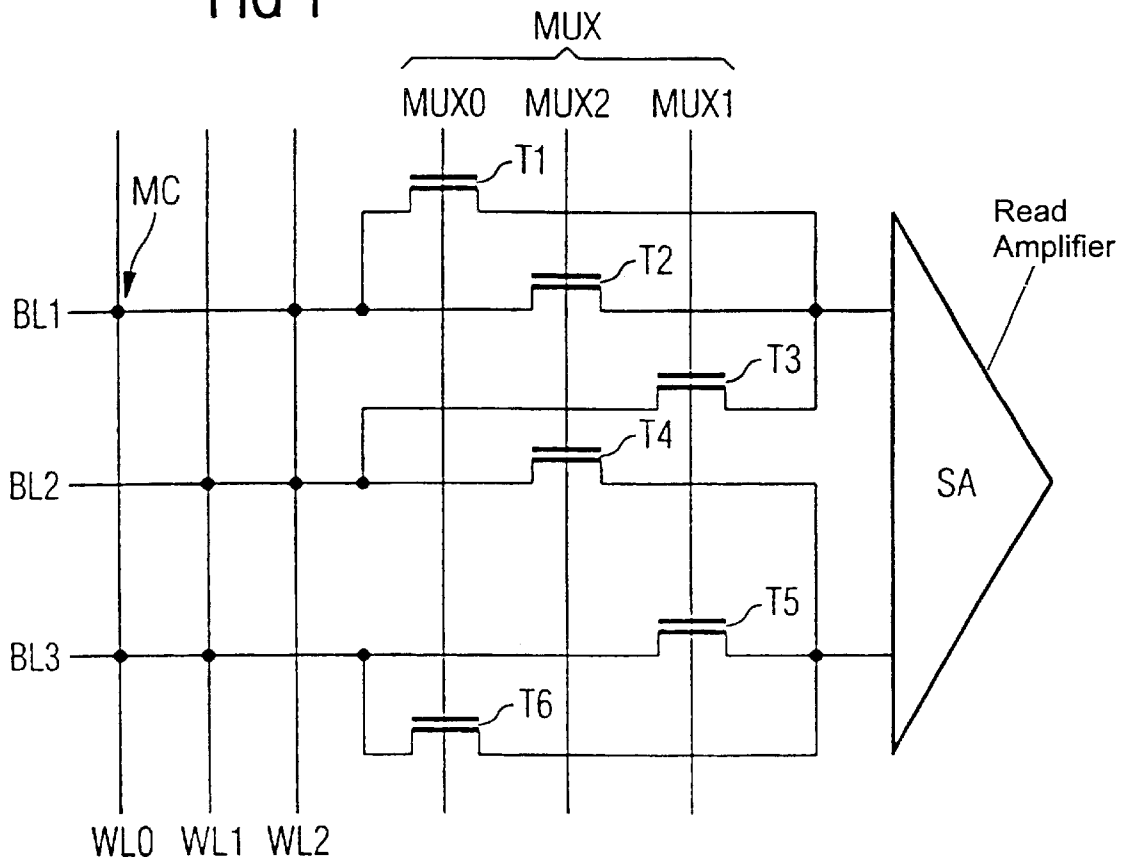 FIG 1
MUX
MUX0 MUX2 MUX1
T1
MC
Read
Amplifier
T2
BL1
T3
T4
BL2
SA
T5
BL3
T6
WL0 WL1 WL2